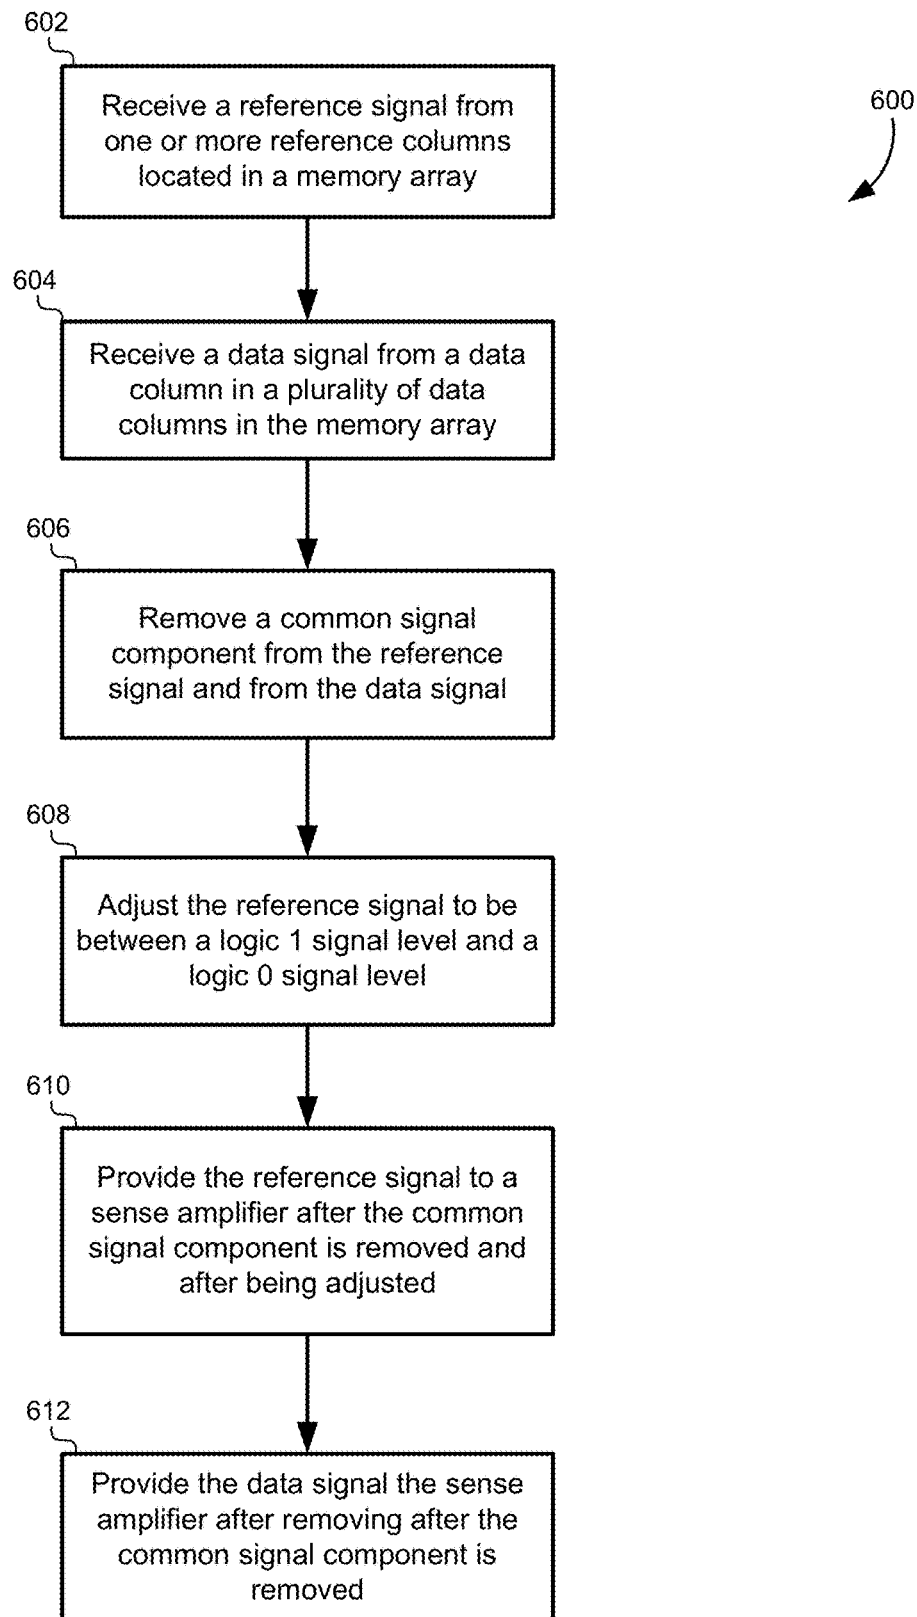 602
600
Receive a reference signal from
one or more reference columns
located in a memory array
604
Receive a data signal from a data
column in a plurality of data
columns in the memory array
606
Remove a common signal
component from the reference
signal and from the data signal
608
Adjust the reference signal to be
between a logic 1 signal level and a
logic 0 signal level
610
Provide the reference signal to a
sense amplifier after the common
signal component is removed and
after being adjusted
612
Provide the data signal the sense
amplifier after removing after the
common signal component is
removed